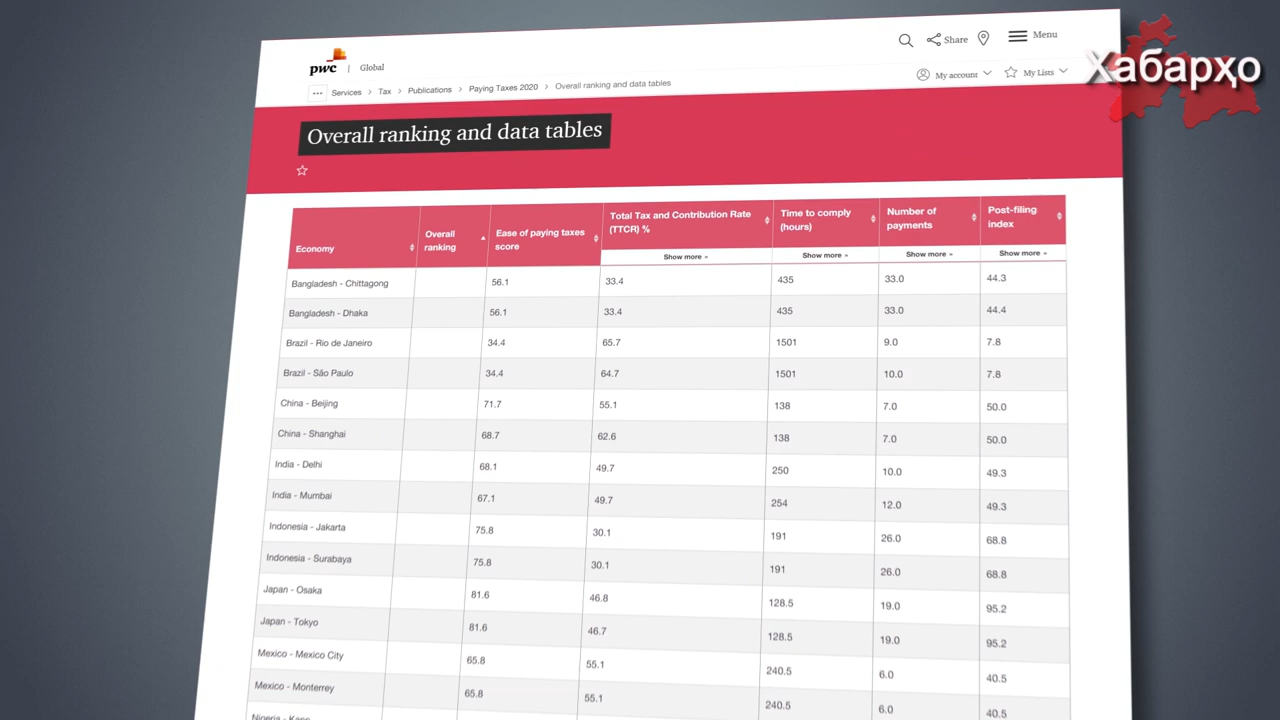 Хабарҳо
pwc | Global
Share
Menu
My account
My Lists
... Services > Tax > Publications > Paying Taxes 2020 > Overall ranking and data tables
Overall ranking and data tables
Economy
Overall ranking
Ease of paying taxes score
Total Tax and Contribution Rate (TTCR) %
Time to comply (hours)
Number of payments
Post-filing index
Show more » Show more » Show more » Show more »
Bangladesh - Chittagong 56.1 33.4 435 33.0 44.3
Bangladesh - Dhaka 56.1 33.4 435 33.0 44.4
Brazil - Rio de Janeiro 34.4 65.7 1501 9.0 7.8
Brazil - São Paulo 34.4 64.7 1501 10.0 7.8
China - Beijing 71.7 55.1 138 7.0 50.0
China - Shanghai 68.7 62.6 138 7.0 50.0
India - Delhi 68.1 49.7 250 10.0 49.3
India - Mumbai 67.1 49.7 254 12.0 49.3
Indonesia - Jakarta 75.8 30.1 191 26.0 68.8
Indonesia - Surabaya 75.8 30.1 191 26.0 68.8
Japan - Osaka 81.6 46.8 128.5 19.0 95.2
Japan - Tokyo 81.6 46.7 128.5 19.0 95.2
Mexico - Mexico City 65.8 55.1 240.5 6.0 40.5
Mexico - Monterrey 65.8 55.1 240.5 6.0 40.5